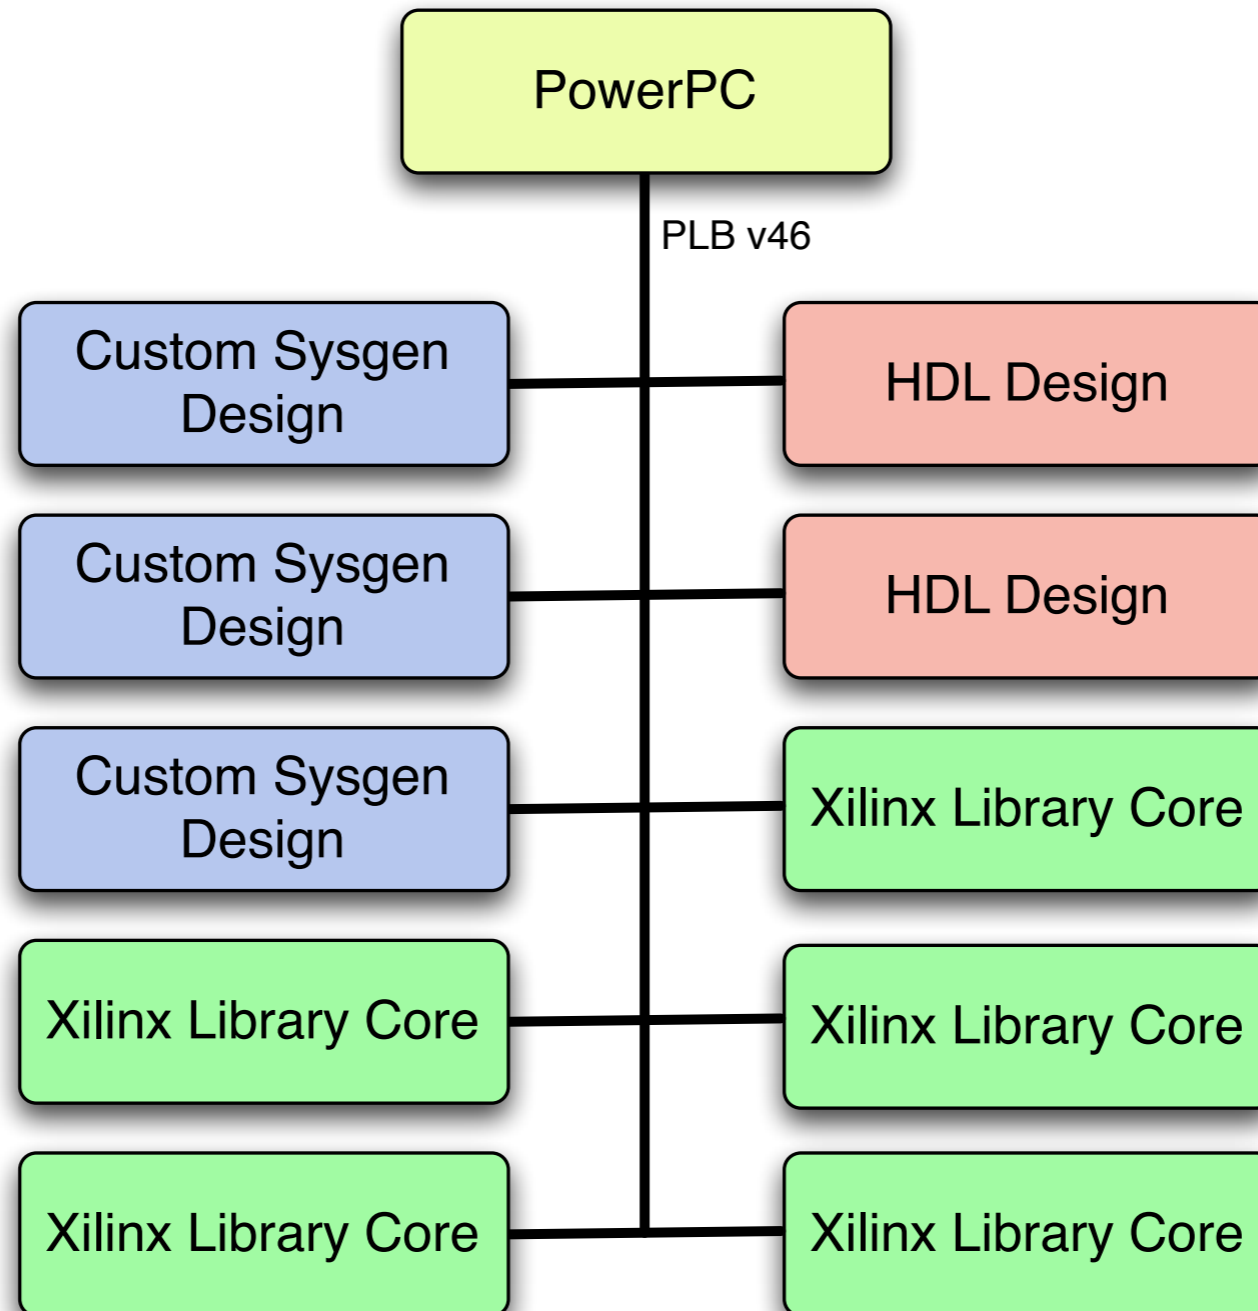 PowerPC
PLB v46
Custom Sysgen
Design
HDL Design
Custom Sysgen
Design
HDL Design
Custom Sysgen
Design
Xilinx Library Core
Xilinx Library Core
Xilinx Library Core
Xilinx Library Core
Xilinx Library Core